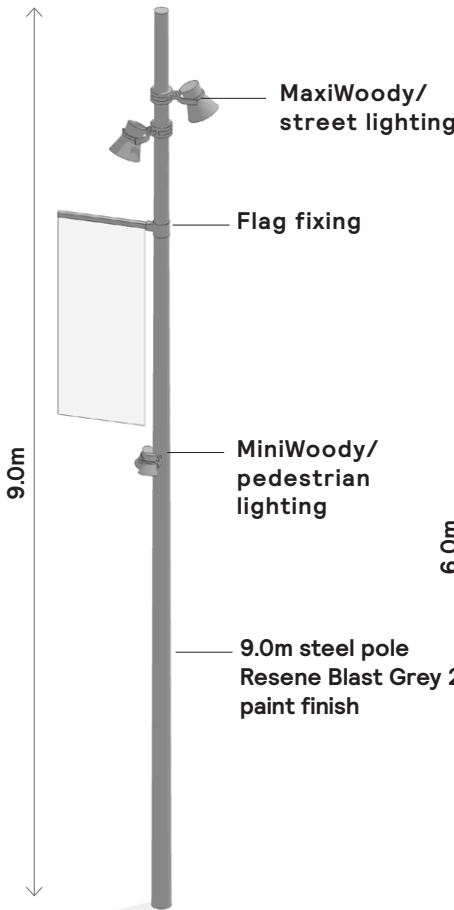 MaxiWoody/
street lighting
Flag fixing
MiniWoody/
pedestrian
lighting
9.0m
6.0m
9.0m steel pole
Resene Blast Grey 2
paint finish